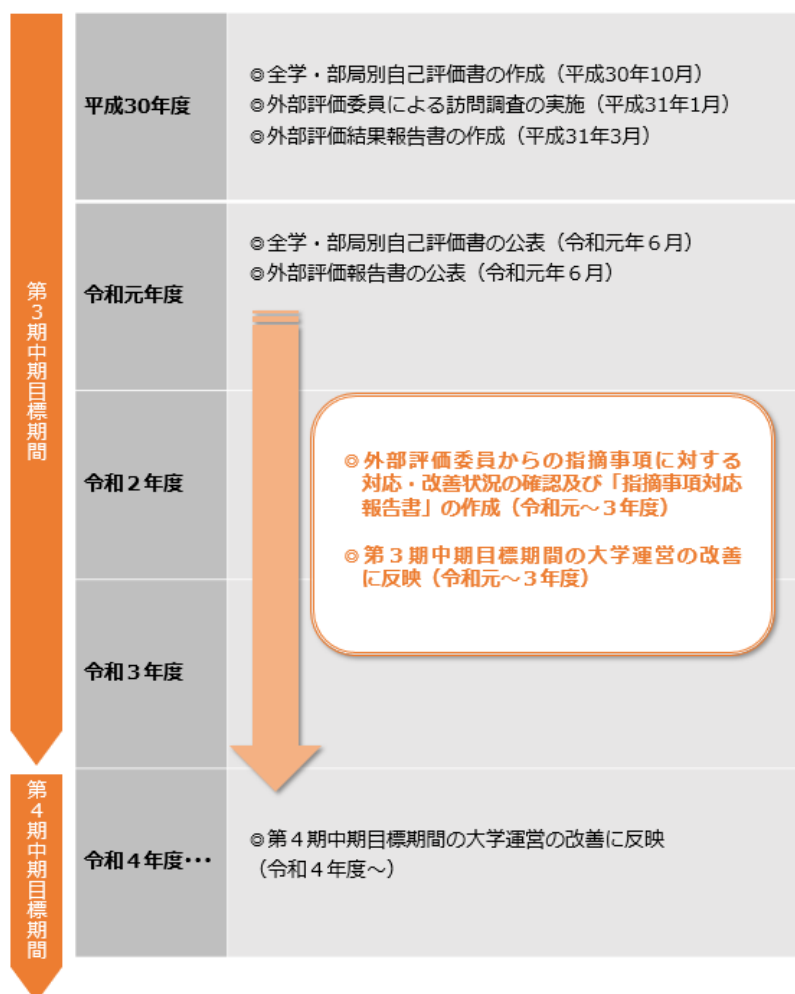 第３期中期目標期間
平成30年度
◎全学・部局別自己評価書の作成（平成30年10月）
◎外部評価委員による訪問調査の実施（平成31年1月）
◎外部評価結果報告書の作成（平成31年3月）
令和元年度
◎全学・部局別自己評価書の公表（令和元年６月）
◎外部評価報告書の公表（令和元年６月）
令和２年度
◎外部評価委員からの指摘事項に対する
対応・改善状況の確認及び「指摘事項対応
報告書」の作成（令和元～３年度）
◎第３期中期目標期間の大学運営の改善
に反映（令和元～３年度）
令和３年度
第４期中期目標期間
令和４年度･･･
◎第４期中期目標期間の大学運営の改善に反映
（令和４年度～）